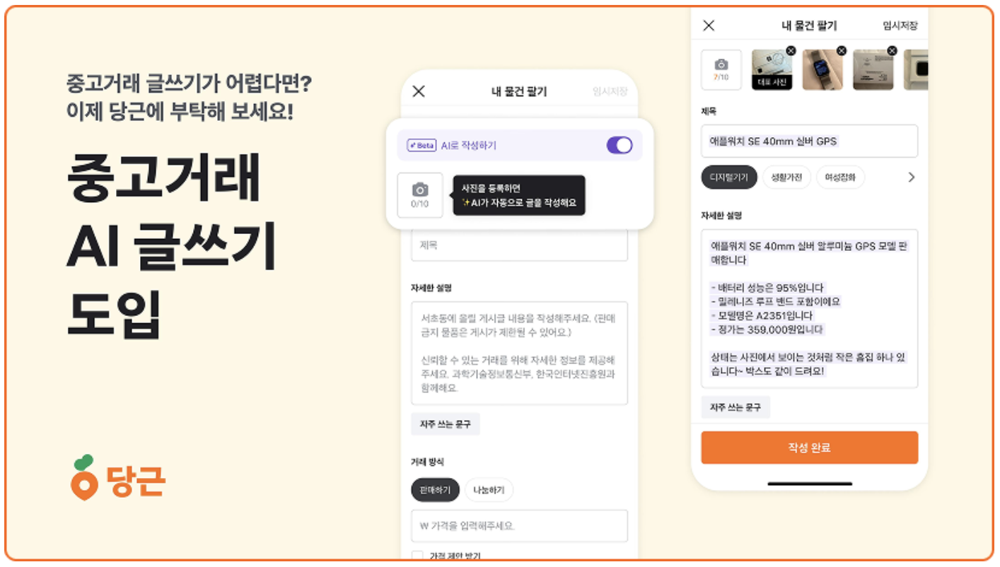 중고거래 글쓰기가 어렵다면?
이제 당근에 부탁해 보세요!
중고거래
AI 글쓰기
도입
당근
내 물건 팔기
임시저장
Beta AI로 작성하기
0/10
사진을 등록하면
✨AI가 자동으로 글을 작성해요
제목
자세한 설명
서초동에 올릴 게시글 내용을 작성해주세요. (판매
금지 물품은 게시가 제한될 수 있어요.)
신뢰할 수 있는 거래를 위해 자세한 정보를 제공해
주세요. 과학기술정보통신부, 한국인터넷진흥원과
함께해요.
자주 쓰는 문구
거래 방식
판매하기
나눔하기
₩ 가격을 입력해주세요.
가격 제안 받기
내 물건 팔기
임시저장
7/10
대표 사진
제목
애플워치 SE 40mm 실버 GPS
디지털기기
생활가전
여성잡화
자세한 설명
애플워치 SE 40mm 실버 알루미늄 GPS 모델 판
매합니다
- 배터리 성능은 95%입니다
- 밀레니즈 루프 밴드 포함이에요
- 모델명은 A2351입니다
- 정가는 359,000원입니다
상태는 사진에서 보이는 것처럼 작은 흠집 하나 있
습니다~ 박스도 같이 드려요!
자주 쓰는 문구
작성 완료